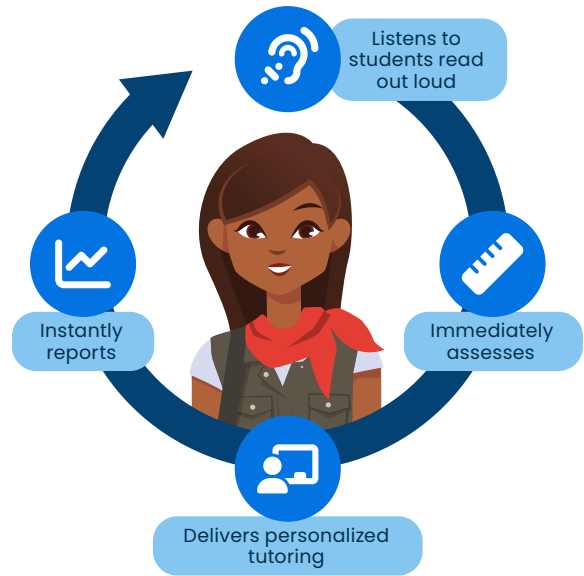 Listens to
students read
out loud
Immediately
assesses
Delivers personalized
tutoring
Instantly
reports